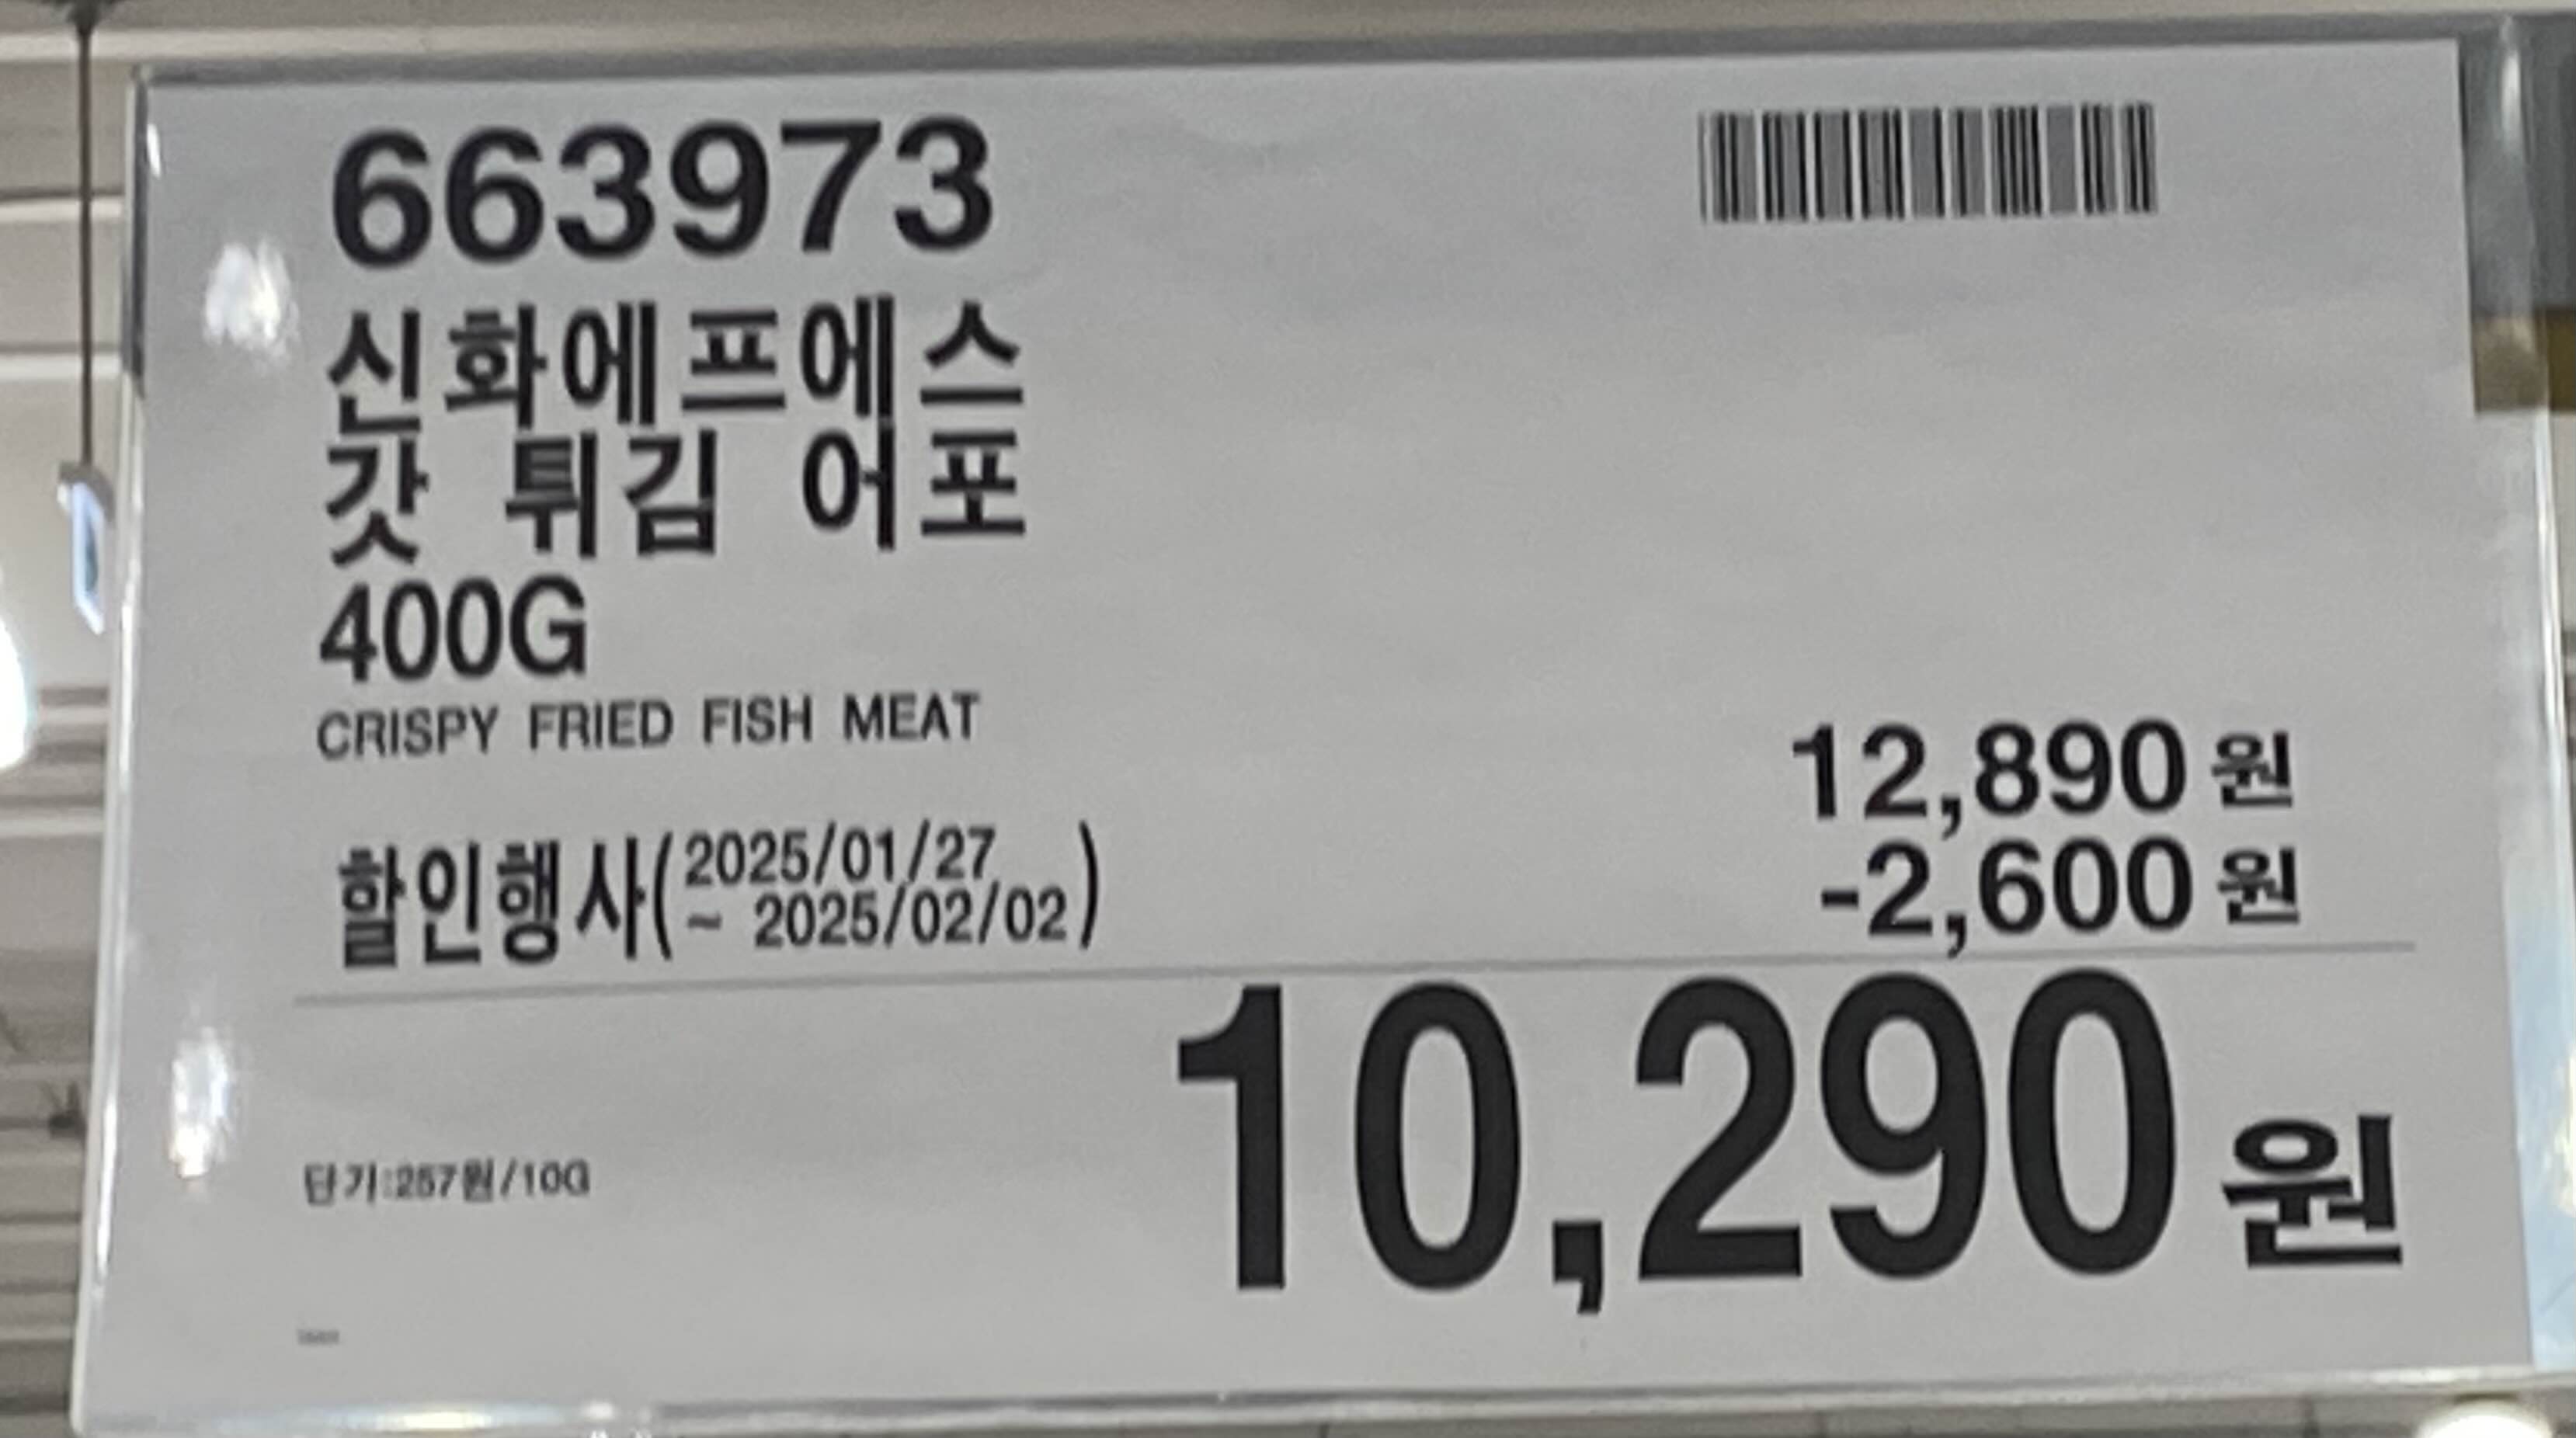 663973
신화에프에스
갓 튀김 어포
400G
CRISPY FRIED FISH MEAT
12,890원
할인행사(2025/01/27
~ 2025/02/02)
-2,600원
10,290원
단가:257원/10G